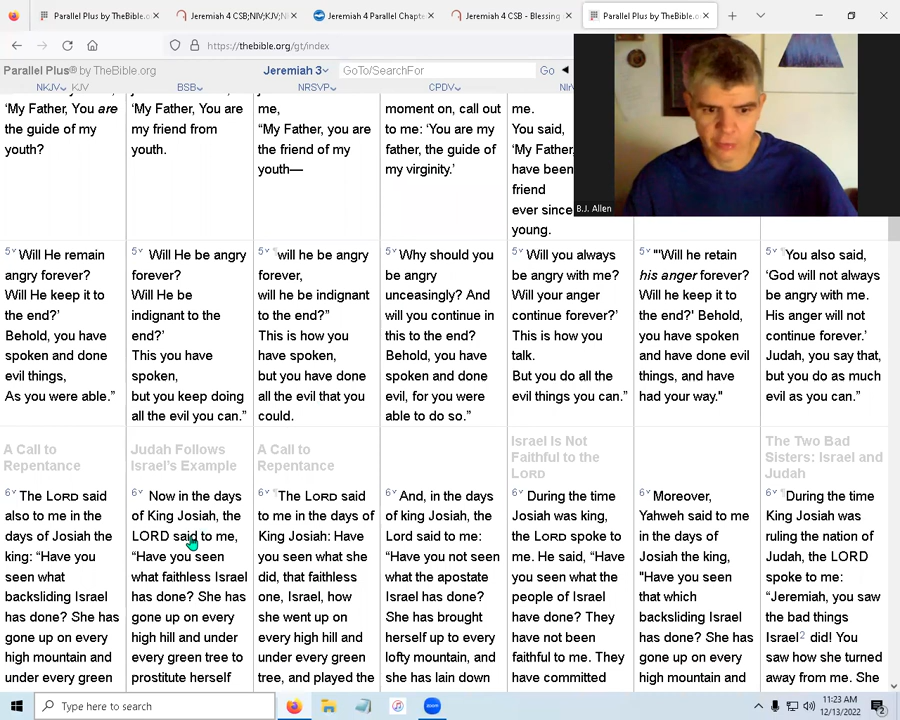 Parallel Plus by TheBible.o
Jeremiah 4 CSB;NIV;KJV;N
Jeremiah 4 Parallel Chapte
Jeremiah 4 CSB - Blessing
Parallel Plus by TheBible.o
https://thebible.org/gt/index
Parallel Plus® by TheBible.org
Jeremiah 3
GoTo/SearchFor
Go
NKJV KJV
BSB
NRSVP
CPDV
NIr
‘My Father, You are
the guide of my
youth?
‘My Father, You are
my friend from
youth.
me,
“My Father, you are
the friend of my
youth—
moment on, call out
to me: ‘You are my
father, the guide of
my virginity.’
me.
You said,
‘My Father,
have been
friend
ever since
young.
B.J. Allen
5 Will He remain
angry forever?
Will He keep it to
the end?’
Behold, you have
spoken and done
evil things,
As you were able.”
5 Will He be angry
forever?
Will He be
indignant to the
end?’
This you have
spoken,
but you keep doing
all the evil you can.”
5 ¶will he be angry
forever,
will he be indignant
to the end?”
This is how you
have spoken,
but you have done
all the evil that you
could.
5 Why should you
be angry
unceasingly? And
will you continue in
this to the end?
Behold, you have
spoken and done
evil, for you were
able to do so.”
5 Will you always
be angry with me?
Will your anger
continue forever?’
This is how you
talk.
But you do all the
evil things you can.”
5 "'Will he retain
his anger forever?
Will he keep it to
the end?' Behold,
you have spoken
and have done evil
things, and have
had your way."
5 ¶You also said,
‘God will not always
be angry with me.
His anger will not
continue forever.’
Judah, you say that,
but you do as much
evil as you can.”
A Call to
Repentance
Judah Follows
Israel’s Example
A Call to
Repentance
Israel Is Not
Faithful to the
LORD
The Two Bad
Sisters: Israel and
Judah
6 The LORD said
also to me in the
days of Josiah the
king: “Have you
seen what
backsliding Israel
has done? She has
gone up on every
high mountain and
under every green
6 Now in the days
of King Josiah, the
LORD said to me,
“Have you seen
what faithless Israel
has done? She has
gone up on every
high hill and under
every green tree to
prostitute herself
6 ¶The LORD said
to me in the days of
King Josiah: Have
you seen what she
did, that faithless
one, Israel, how
she went up on
every high hill and
under every green
tree, and played the
6 And, in the days
of king Josiah, the
Lord said to me:
“Have you not seen
what the apostate
Israel has done?
She has brought
herself up to every
lofty mountain, and
she has lain down
6 During the time
Josiah was king,
the LORD spoke to
me. He said, “Have
you seen what the
people of Israel
have done? They
have not been
faithful to me. They
have committed
6 Moreover,
Yahweh said to me
in the days of
Josiah the king,
"Have you seen
that which
backsliding Israel
has done? She has
gone up on every
high mountain and
6 ¶During the time
King Josiah was
ruling the nation of
Judah, the LORD
spoke to me:
“Jeremiah, you saw
the bad things
Israel2 did! You
saw how she turned
away from me. She
Type here to search
11:23 AM
12/13/2022
2